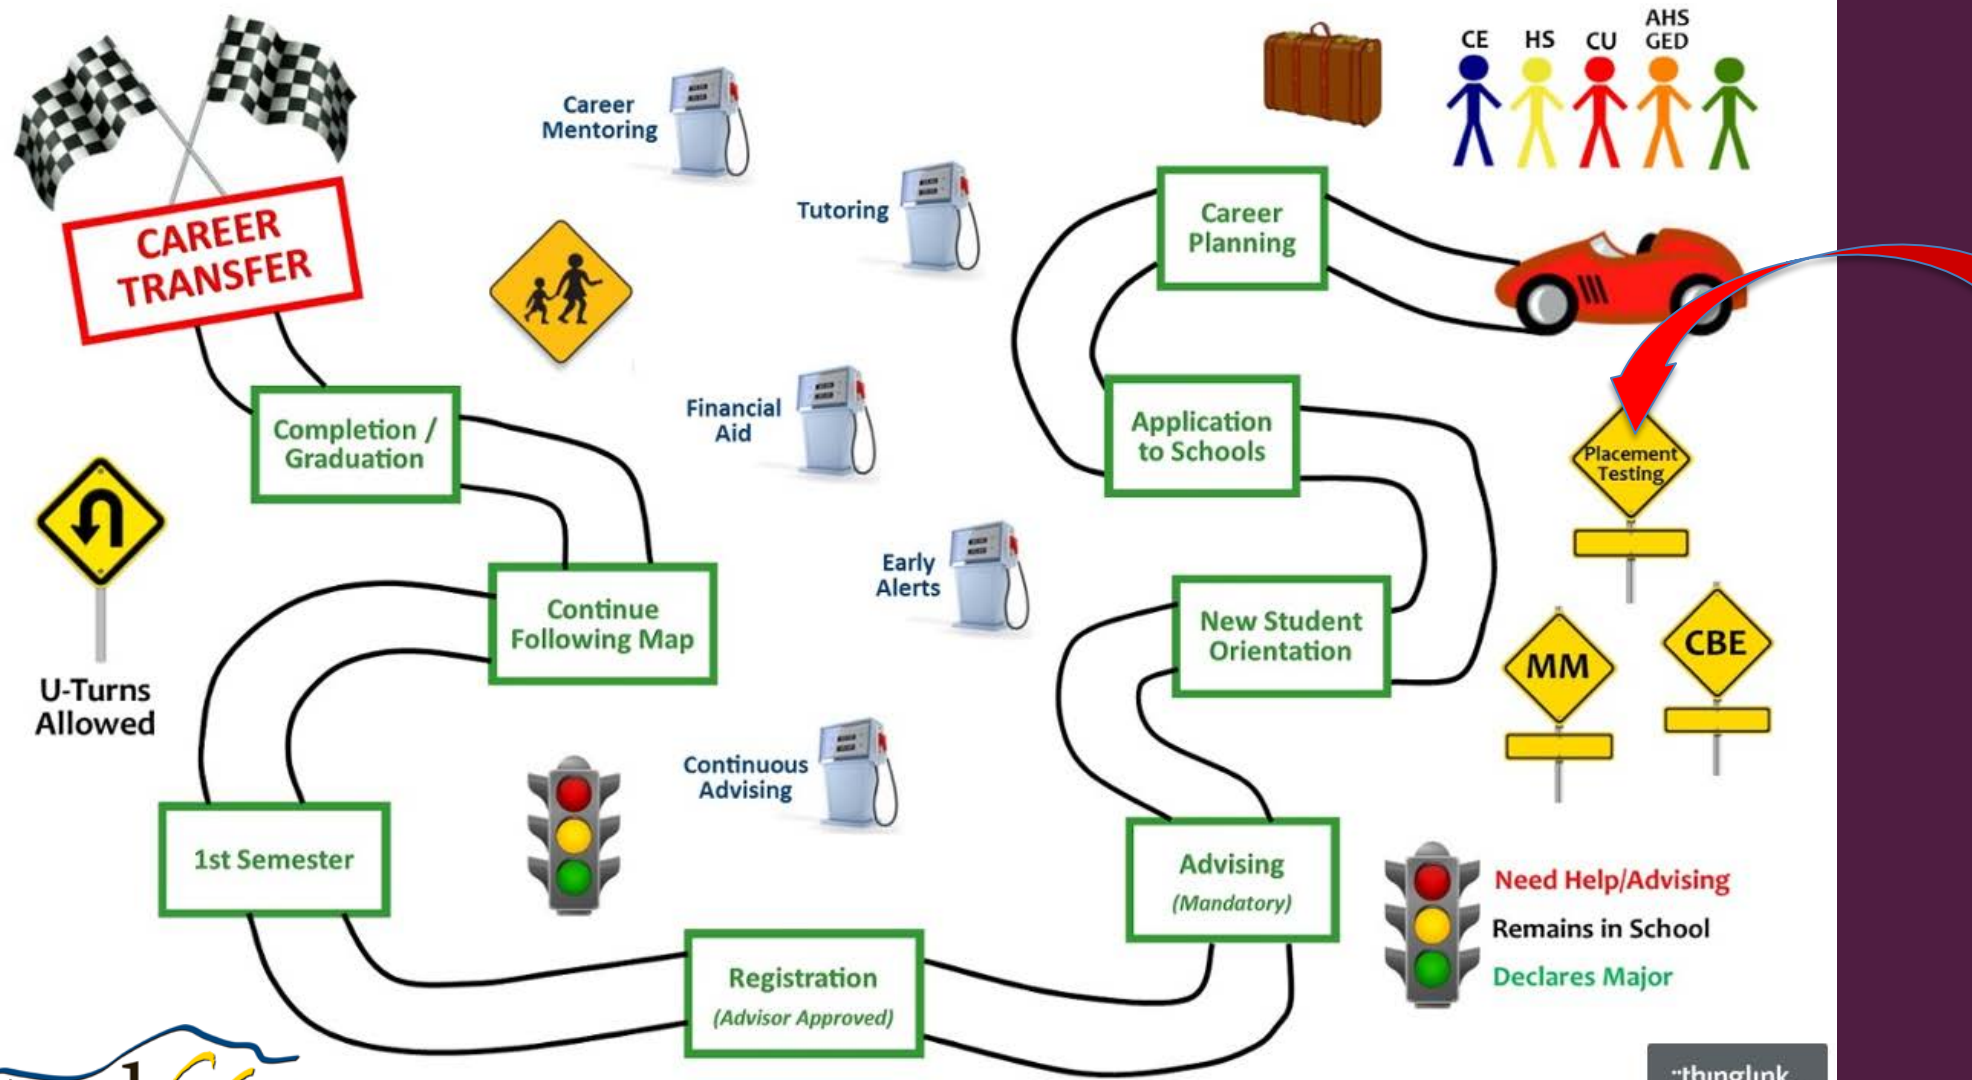 CAREER
TRANSFER
Career
Mentoring
Tutoring
CE
HS
CU
AHS
GED
Career
Planning
Financial
Aid
Application
to Schools
Placement
Testing
Completion /
Graduation
Early
Alerts
New Student
Orientation
MM
CBE
Continue
Following Map
U-Turns
Allowed
Continuous
Advising
1st Semester
Advising
(Mandatory)
Need Help/Advising
Remains in School
Declares Major
Registration
(Advisor Approved)
thinglink